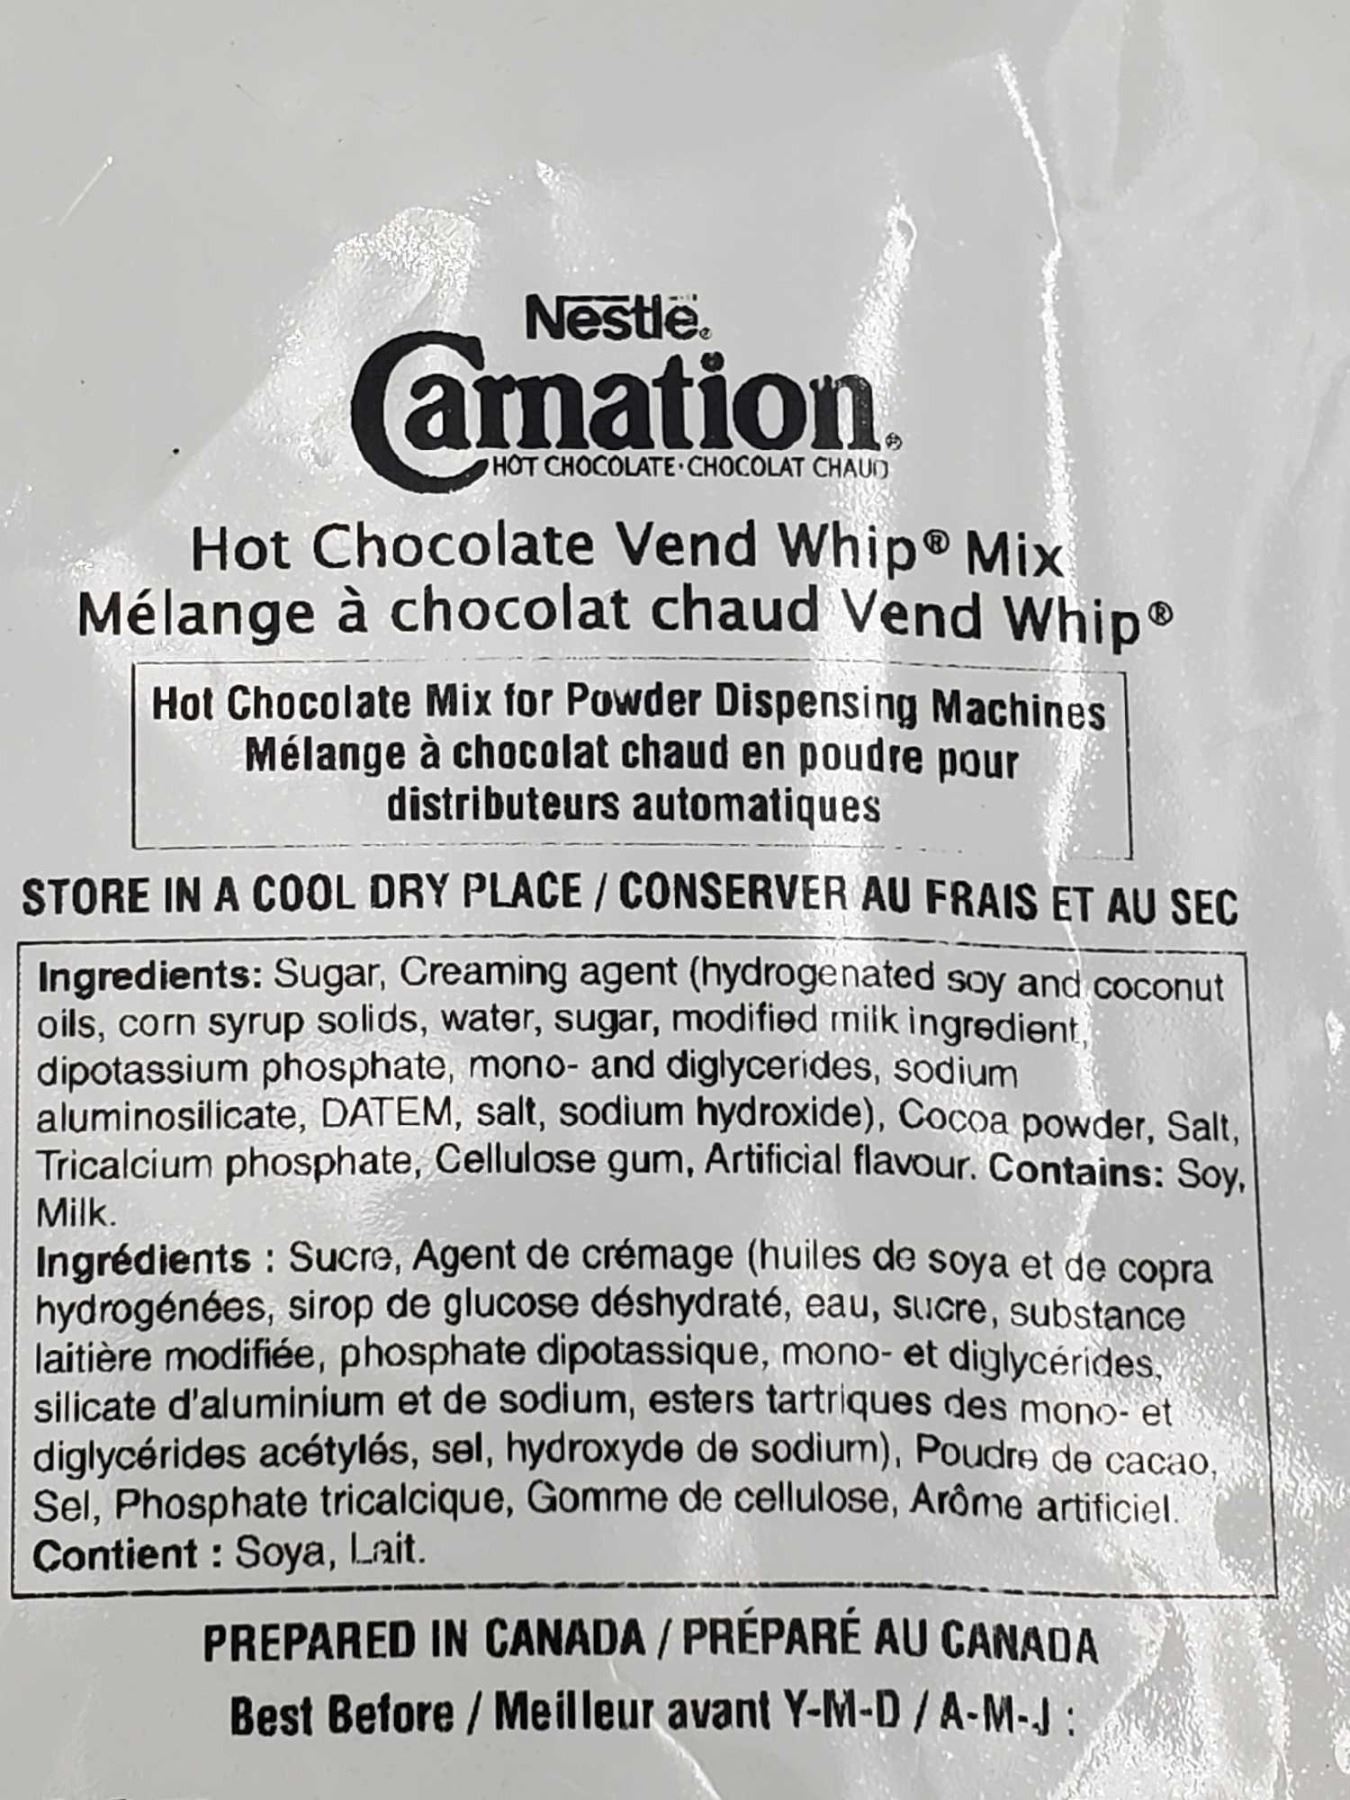 Nestlé®
Carnation®
HOT CHOCOLATE·CHOCOLAT CHAUD
Hot Chocolate Vend Whip® Mix
Mélange à chocolat chaud Vend Whip®
Hot Chocolate Mix for Powder Dispensing Machines
Mélange à chocolat chaud en poudre pour
distributeurs automatiques
STORE IN A COOL DRY PLACE / CONSERVER AU FRAIS ET AU SEC
Ingredients: Sugar, Creaming agent (hydrogenated soy and coconut
oils, corn syrup solids, water, sugar, modified milk ingredient,
dipotassium phosphate, mono- and diglycerides, sodium
aluminosilicate, DATEM, salt, sodium hydroxide), Cocoa powder, Salt,
Tricalcium phosphate, Cellulose gum, Artificial flavour. Contains: Soy,
Milk.
Ingrédients : Sucre, Agent de crémage (huiles de soya et de copra
hydrogénées, sirop de glucose déshydraté, eau, sucre, substance
laitière modifiée, phosphate dipotassique, mono- et diglycérides,
silicate d'aluminium et de sodium, esters tartriques des mono- et
diglycérides acétylés, sel, hydroxyde de sodium), Poudre de cacao,
Sel, Phosphate tricalcique, Gomme de cellulose, Arôme artificiel.
Contient : Soya, Lait.
PREPARED IN CANADA / PRÉPARÉ AU CANADA
Best Before / Meilleur avant Y-M-D / A-M-J :